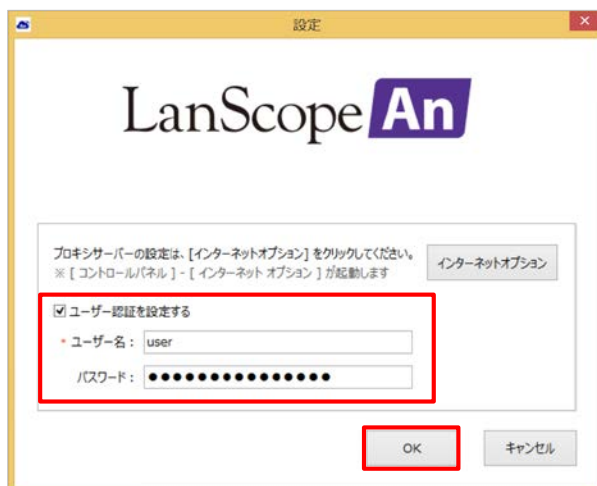 設定
LanScope An
プロキシサーバーの設定は、[インターネットオプション] をクリックしてください。
※ [ コントロールパネル ] - [ インターネット オプション ] が起動します
インターネットオプション
ユーザー認証を設定する
* ユーザー名： user
パスワード： ●●●●●●●●●●●●●●●
OK
キャンセル